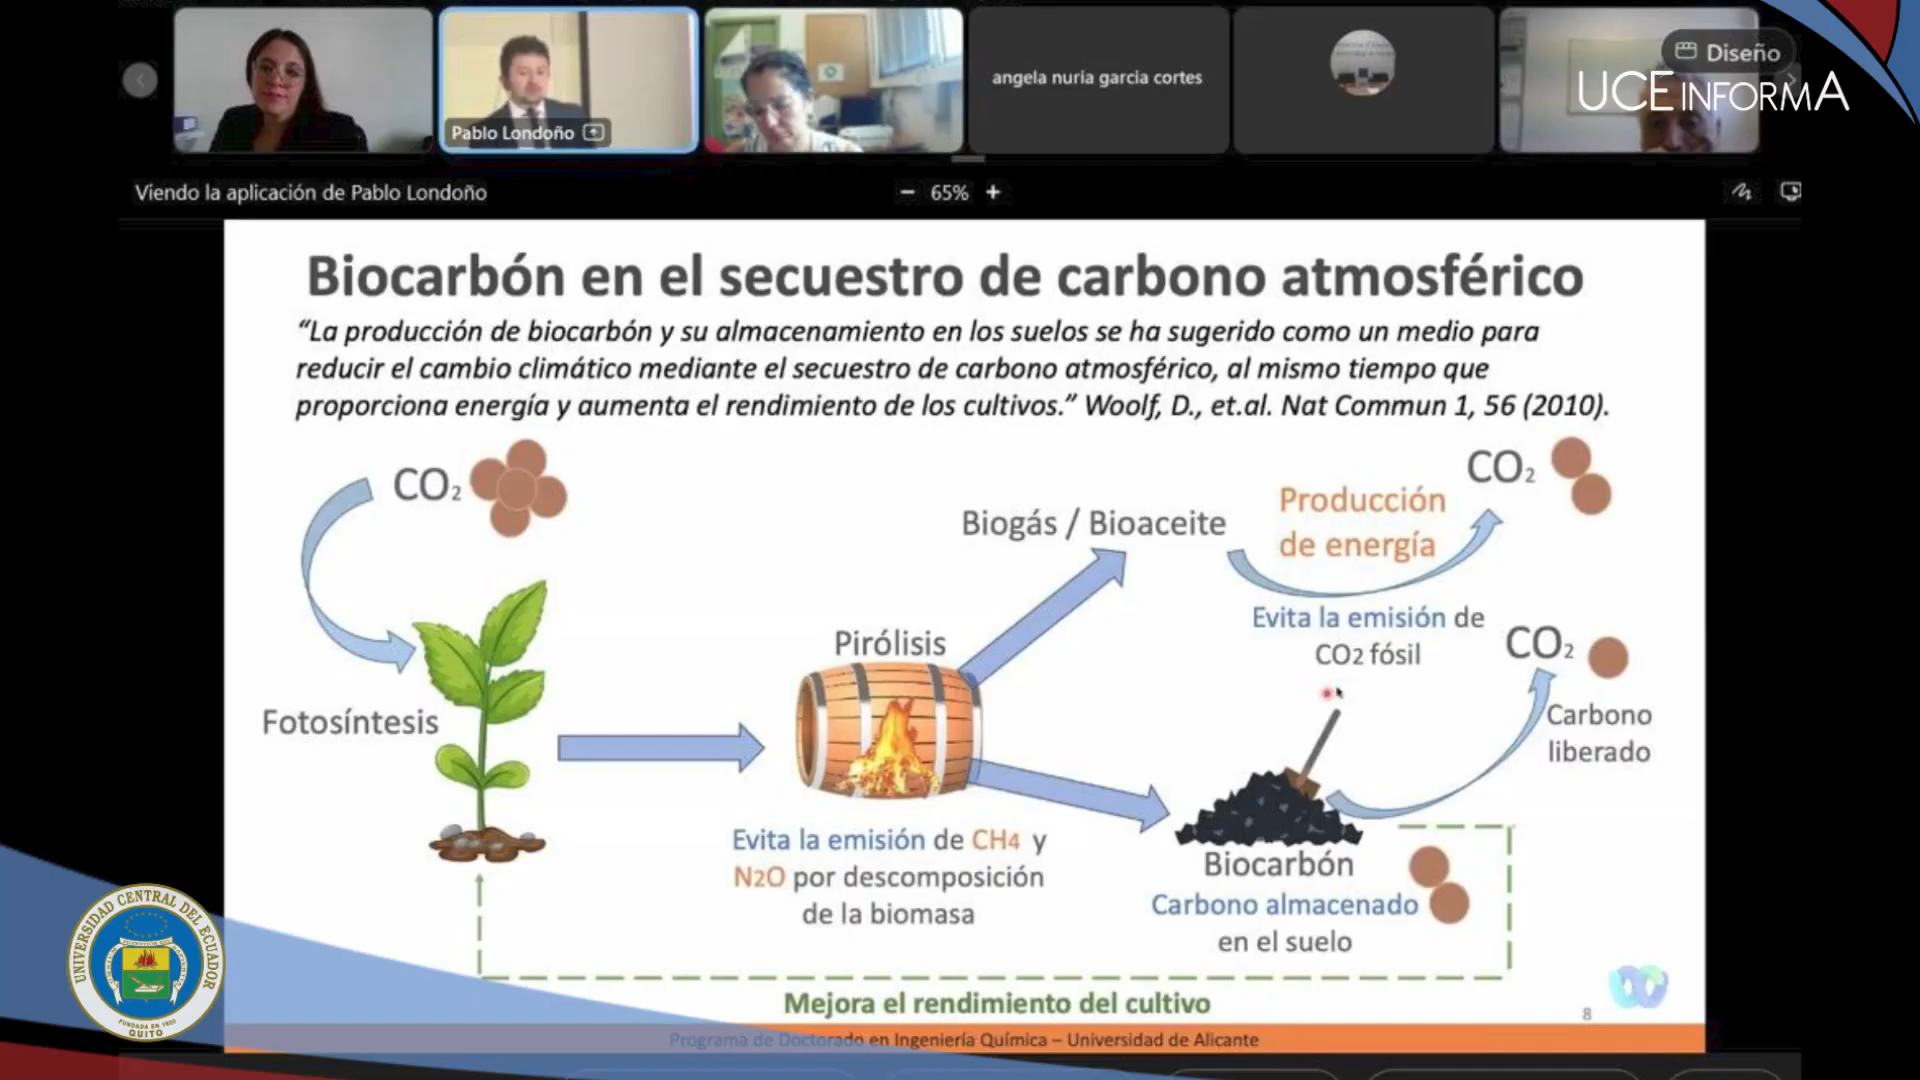 Diseño
UCE INFORMA
angela nuria garcia cortes
Pablo Londoño
Viendo la aplicación de Pablo Londoño
65%
Biocarbón en el secuestro de carbono atmosférico
“La producción de biocarbón y su almacenamiento en los suelos se ha sugerido como un medio para
reducir el cambio climático mediante el secuestro de carbono atmosférico, al mismo tiempo que
proporciona energía y aumenta el rendimiento de los cultivos.” Woolf, D., et.al. Nat Commun 1, 56 (2010).
CO₂
CO₂
Producción
de energía
Biogás / Bioaceite
Evita la emisión de
CO2 fósil
CO₂
Pirólisis
Fotosíntesis
Carbono
liberado
Evita la emisión de CH4 y
N2O por descomposición
de la biomasa
Biocarbón
Carbono almacenado
en el suelo
Mejora el rendimiento del cultivo
8
Programa de Doctorado en Ingeniería Química – Universidad de Alicante
UNIVERSIDAD CENTRAL DEL ECUADOR
FUNDADA EN 1620
QUITO